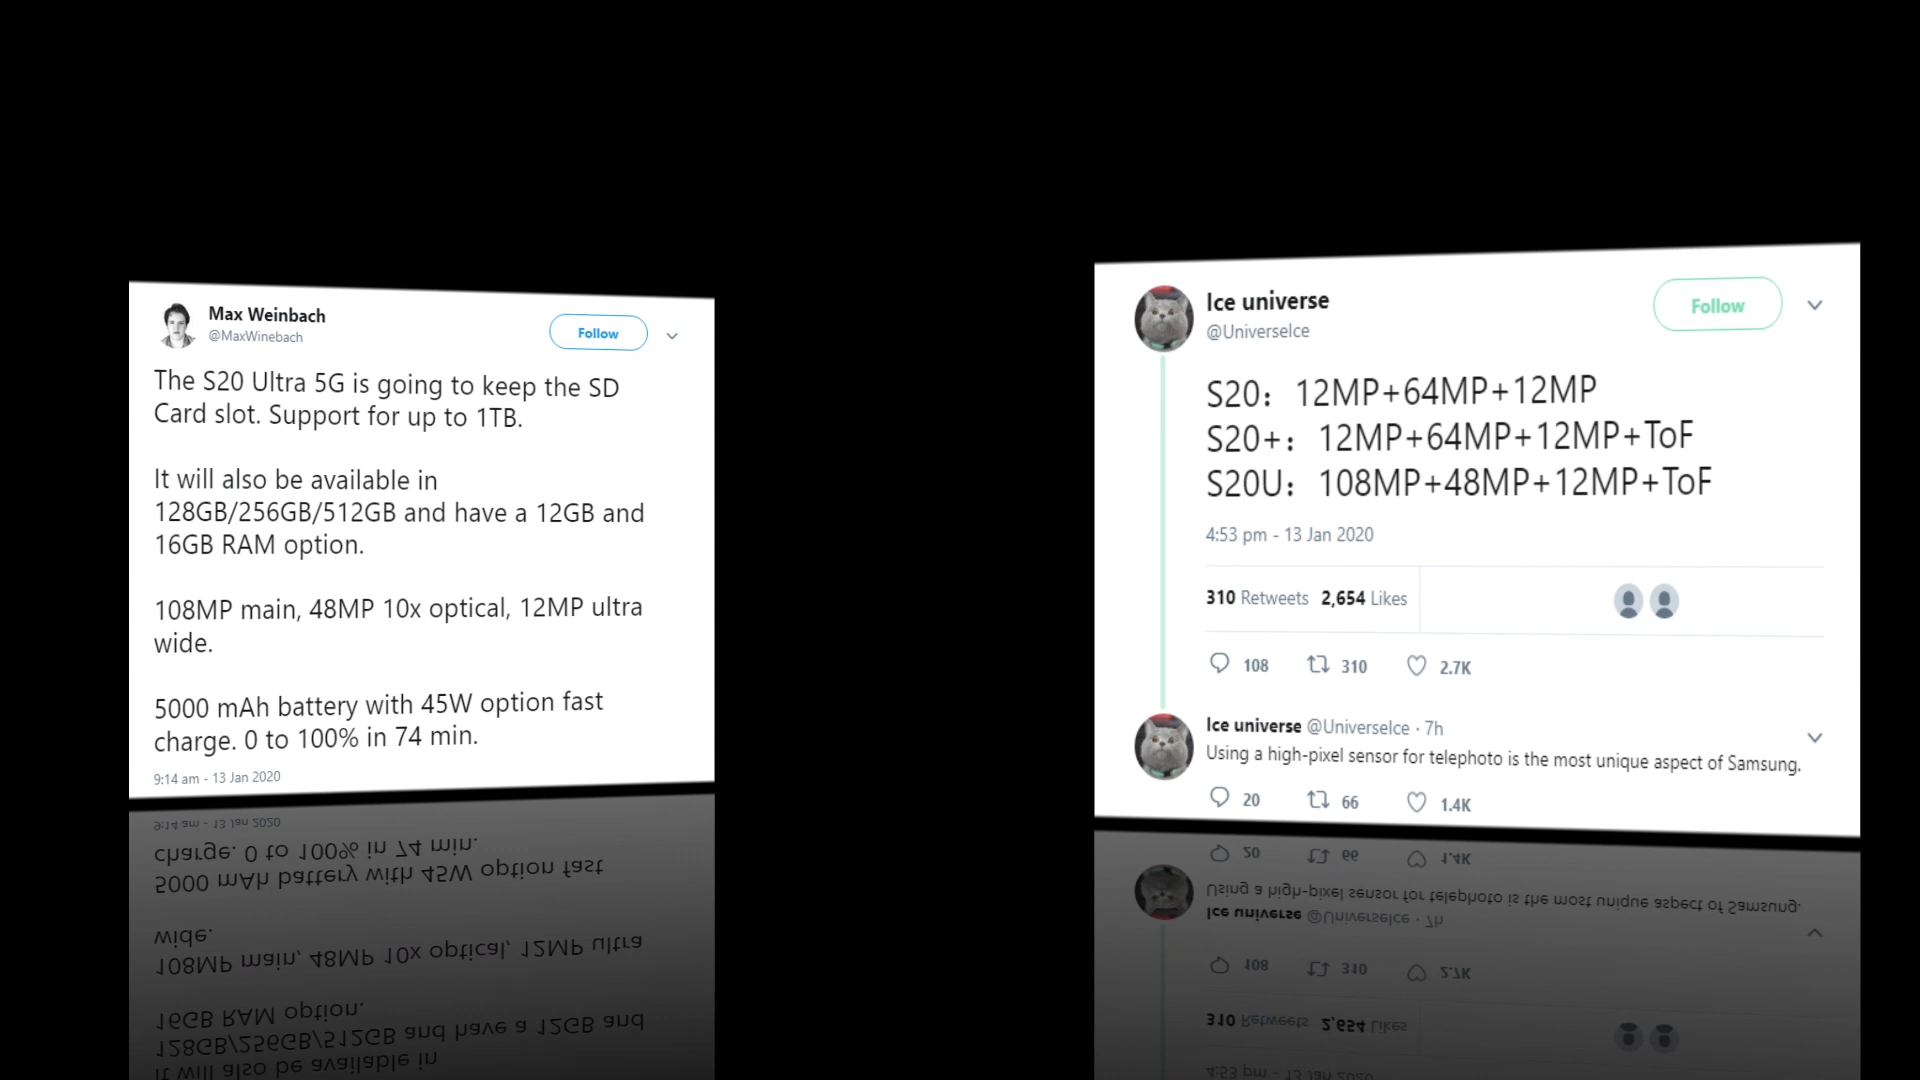 Max Weinbach
@MaxWinebach
Follow
The S20 Ultra 5G is going to keep the SD
Card slot. Support for up to 1TB.
It will also be available in
128GB/256GB/512GB and have a 12GB and
16GB RAM option.
108MP main, 48MP 10x optical, 12MP ultra
wide.
5000 mAh battery with 45W option fast
charge. 0 to 100% in 74 min.
9:14 am - 13 Jan 2020
Ice universe
@UniverseIce
Follow
S20：12MP+64MP+12MP
S20+：12MP+64MP+12MP+ToF
S20U：108MP+48MP+12MP+ToF
4:53 pm - 13 Jan 2020
310 Retweets 2,654 Likes
108 310 2.7K
Ice universe @UniverseIce · 7h
Using a high-pixel sensor for telephoto is the most unique aspect of Samsung.
20 66 1.4K